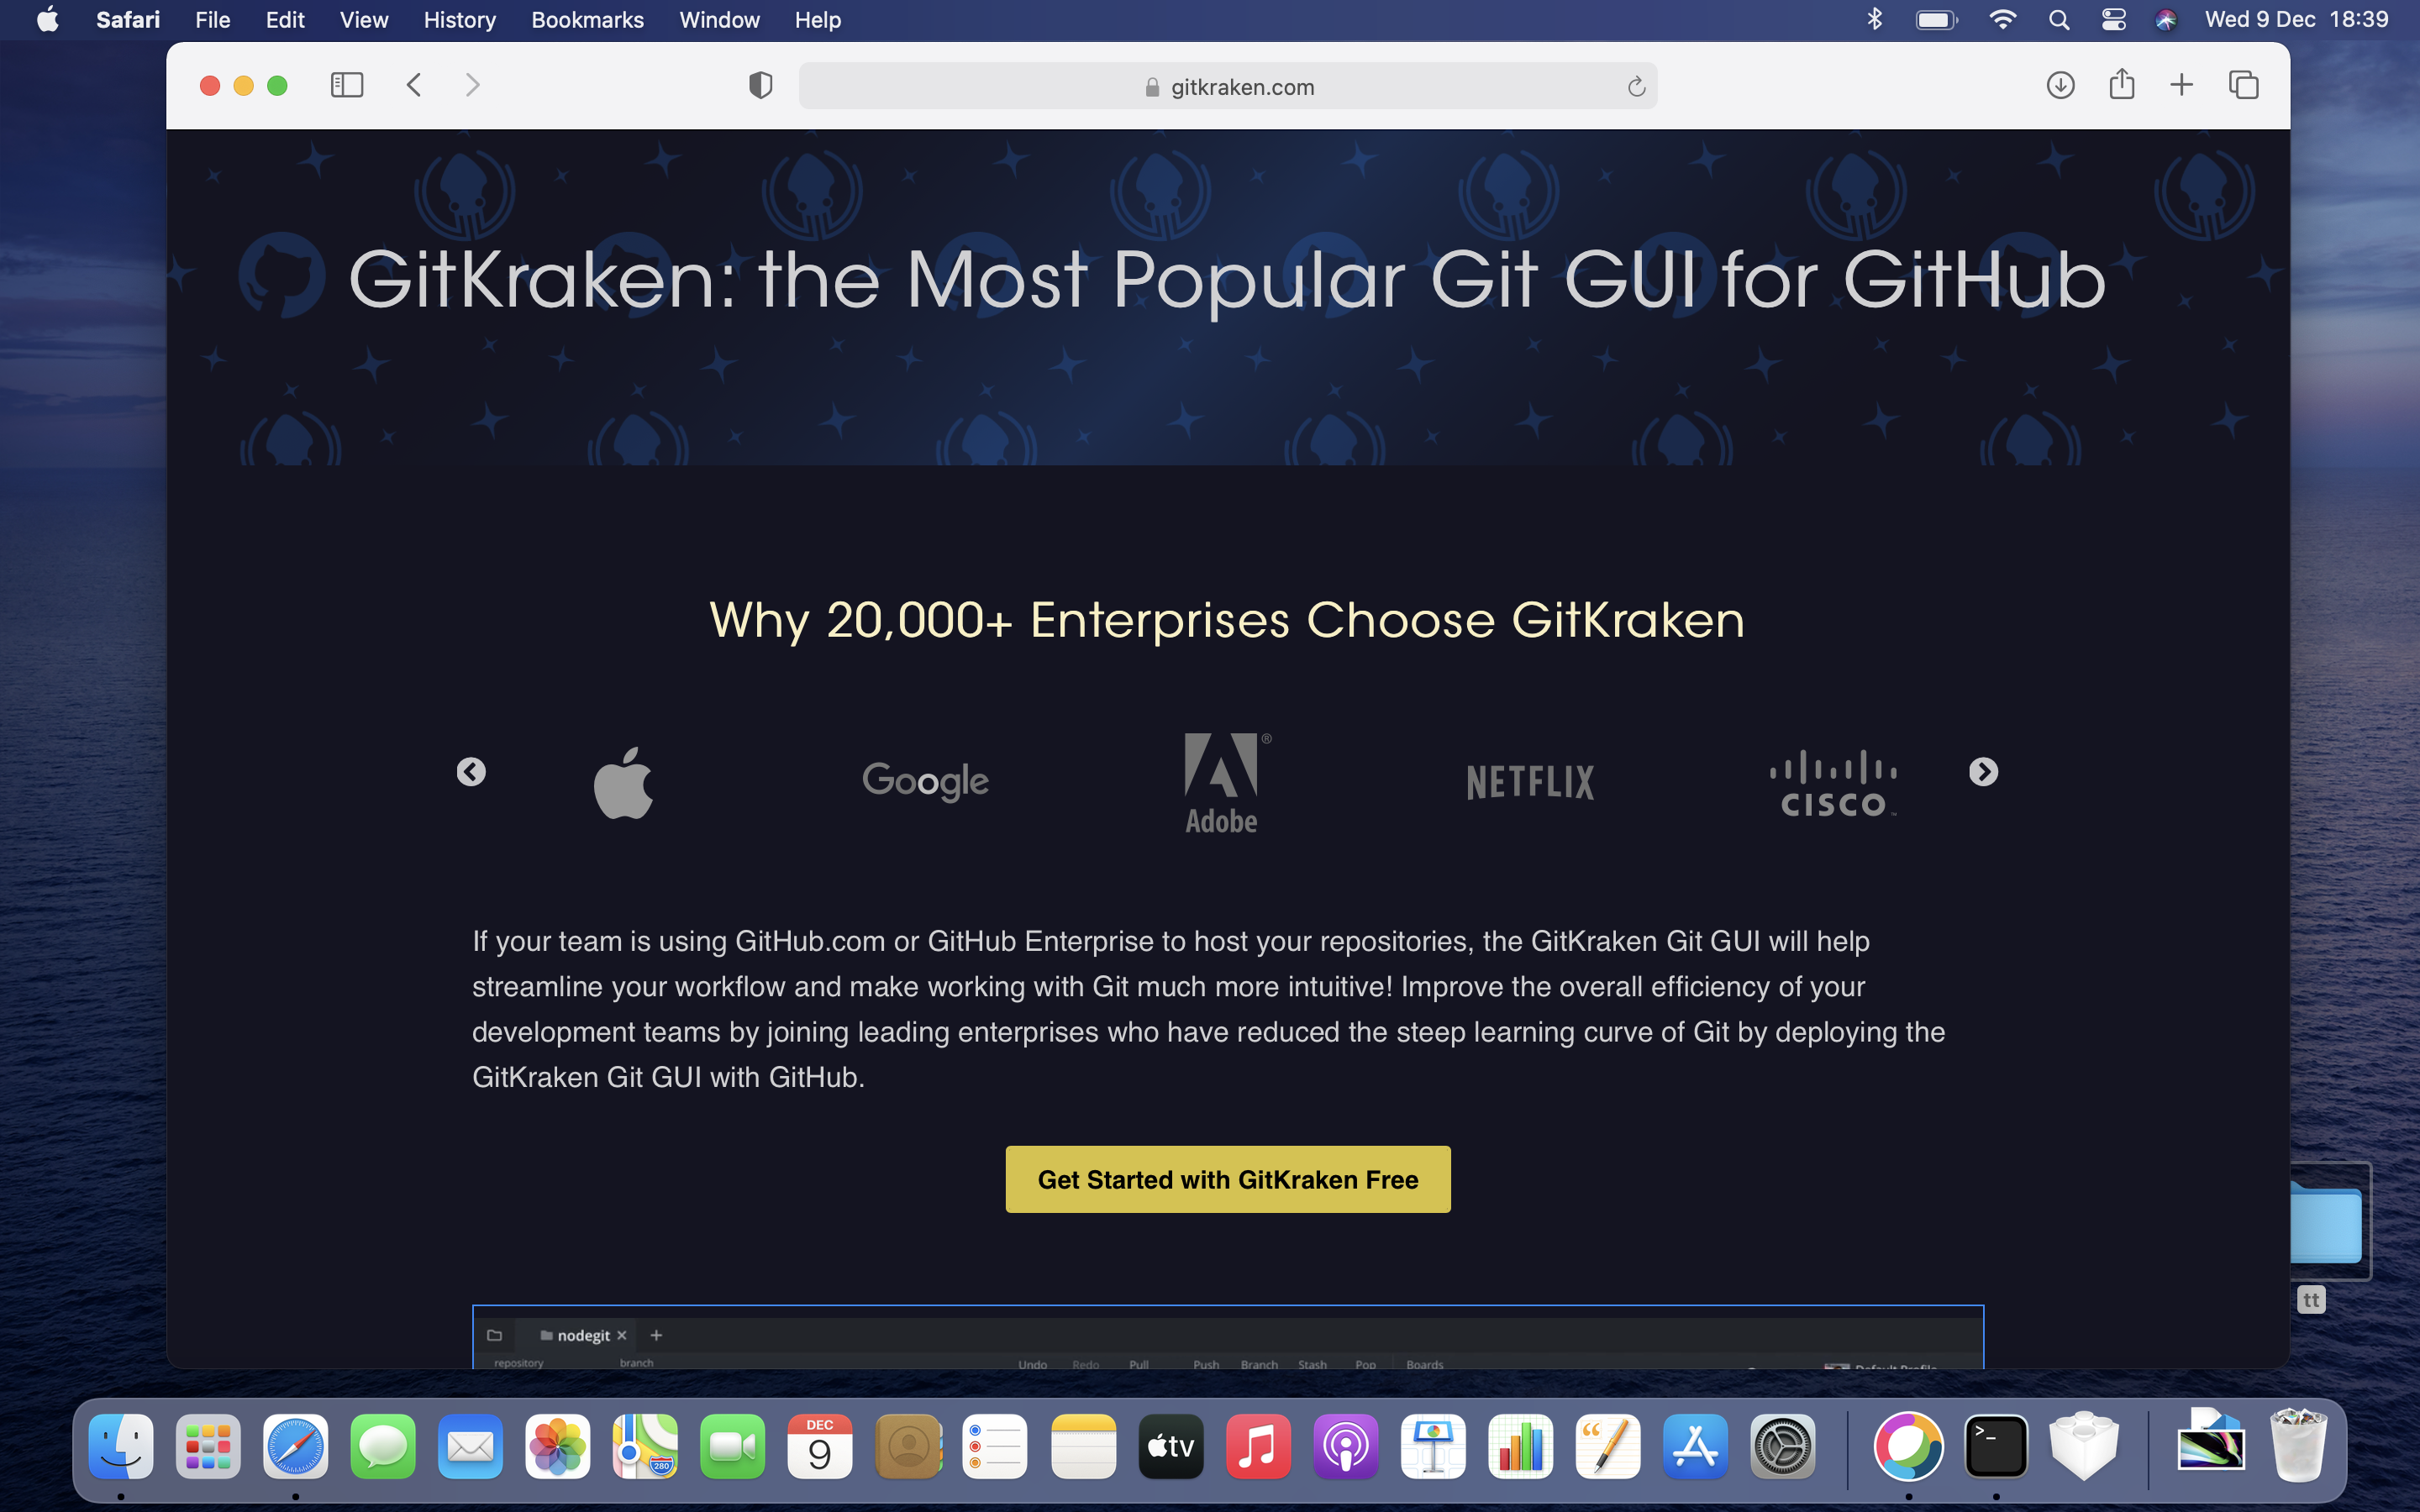 Safari File Edit View History Bookmarks Window Help Wed 9 Dec 18:39
gitkraken.com
GitKraken: the Most Popular Git GUI for GitHub
Why 20,000+ Enterprises Choose GitKraken
Google
Adobe®
NETFLIX
CISCO™
If your team is using GitHub.com or GitHub Enterprise to host your repositories, the GitKraken Git GUI will help
streamline your workflow and make working with Git much more intuitive! Improve the overall efficiency of your
development teams by joining leading enterprises who have reduced the steep learning curve of Git by deploying the
GitKraken Git GUI with GitHub.
Get Started with GitKraken Free
tt
nodegit × +
repository branch Undo Redo Pull Push Branch Stash Pop Boards Default Profile
DEC
9
280
tv
>_